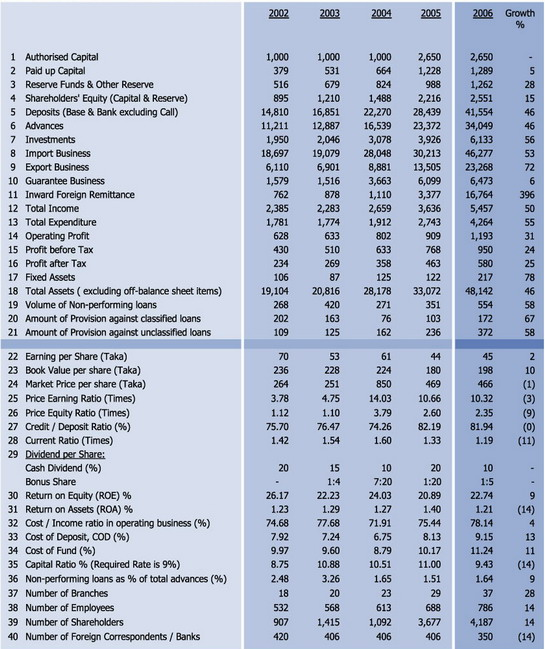 2002 2003 2004 2005 2006 Growth
%
1 Authorised Capital 1,000 1,000 1,000 2,650 2,650 -
2 Paid up Capital 379 531 664 1,228 1,289 5
3 Reserve Funds & Other Reserve 516 679 824 988 1,262 28
4 Shareholders' Equity (Capital & Reserve) 895 1,210 1,488 2,216 2,551 15
5 Deposits (Base & Bank excluding Call) 14,810 16,851 22,270 28,439 41,554 46
6 Advances 11,211 12,887 16,539 23,372 34,049 46
7 Investments 1,950 2,046 3,078 3,926 6,133 56
8 Import Business 18,697 19,079 28,048 30,213 46,277 53
9 Export Business 6,110 6,901 8,881 13,505 23,268 72
10 Guarantee Business 1,579 1,516 3,663 6,099 6,473 6
11 Inward Foreign Remittance 762 878 1,110 3,377 16,764 396
12 Total Income 2,385 2,283 2,659 3,636 5,457 50
13 Total Expenditure 1,781 1,774 1,912 2,743 4,264 55
14 Operating Profit 628 633 802 909 1,193 31
15 Profit before Tax 430 510 633 768 950 24
16 Profit after Tax 234 269 358 463 580 25
17 Fixed Assets 106 87 125 122 217 78
18 Total Assets ( excluding off-balance sheet items) 19,104 20,816 28,178 33,072 48,142 46
19 Volume of Non-performing loans 268 420 271 351 554 58
20 Amount of Provision against classified loans 202 163 76 103 172 67
21 Amount of Provision against unclassified loans 109 125 162 236 372 58
22 Earning per Share (Taka) 70 53 61 44 45 2
23 Book Value per share (Taka) 236 228 224 180 198 10
24 Market Price per share (Taka) 264 251 850 469 466 (1)
25 Price Earning Ratio (Times) 3.78 4.75 14.03 10.66 10.32 (3)
26 Price Equity Ratio (Times) 1.12 1.10 3.79 2.60 2.35 (9)
27 Credit / Deposit Ratio (%) 75.70 76.47 74.26 82.19 81.94 (0)
28 Current Ratio (Times) 1.42 1.54 1.60 1.33 1.19 (11)
29 Dividend per Share:
Cash Dividend (%) 20 15 10 20 10 -
Bonus Share - 1:4 7:20 1:20 1:5 -
30 Return on Equity (ROE) % 26.17 22.23 24.03 20.89 22.74 9
31 Return on Assets (ROA) % 1.23 1.29 1.27 1.40 1.21 (14)
32 Cost / Income ratio in operating business (%) 74.68 77.68 71.91 75.44 78.14 4
33 Cost of Deposit, COD (%) 7.92 7.24 6.75 8.13 9.15 13
34 Cost of Fund (%) 9.97 9.60 8.79 10.17 11.24 11
35 Capital Ratio % (Required Rate is 9%) 8.75 10.88 10.51 11.00 9.43 (14)
36 Non-performing loans as % of total advances (%) 2.48 3.26 1.65 1.51 1.64 9
37 Number of Branches 18 20 23 29 37 28
38 Number of Employees 532 568 613 688 786 14
39 Number of Shareholders 907 1,415 1,092 3,677 4,187 14
40 Number of Foreign Correspondents / Banks 420 406 406 406 350 (14)